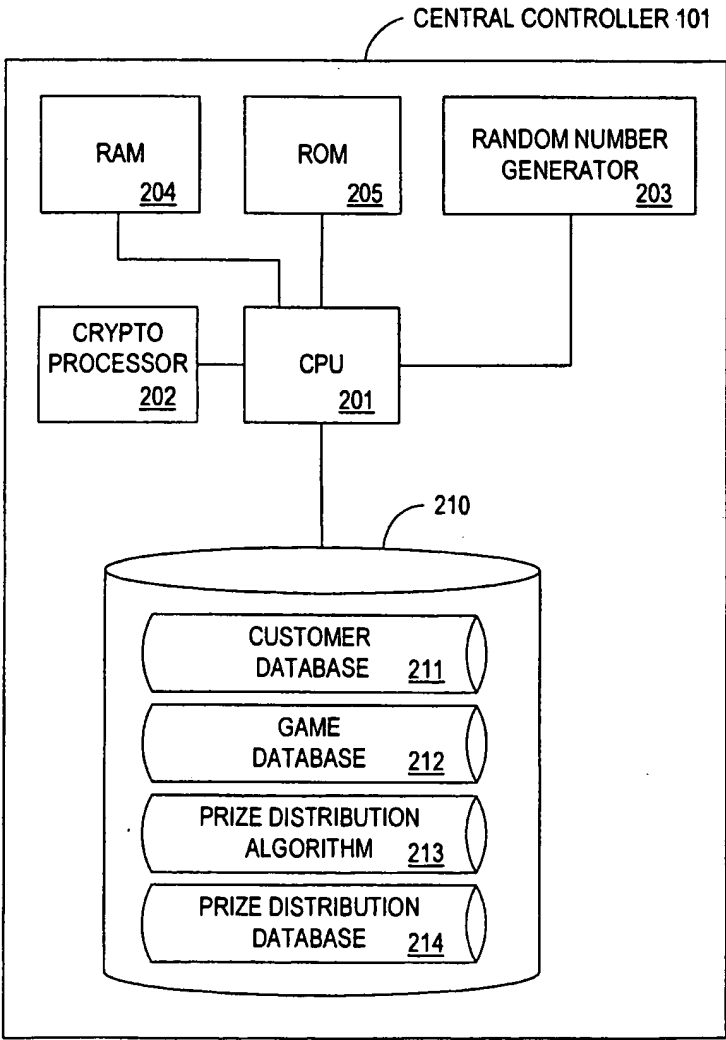 CENTRAL CONTROLLER 101
RAM
204
ROM
205
RANDOM NUMBER
GENERATOR
203
CRYPTO
PROCESSOR
202
CPU
201
210
CUSTOMER
DATABASE 211
GAME
DATABASE 212
PRIZE DISTRIBUTION
ALGORITHM 213
PRIZE DISTRIBUTION
DATABASE 214